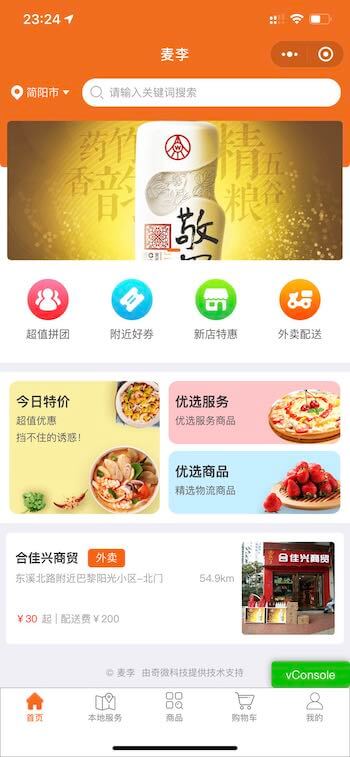 23:24
麦李
简阳市
请输入关键词搜索
药竹
香韵
精
五谷
粮
敬
超值拼团
附近好券
新店特惠
外卖配送
今日特价
超值优惠
挡不住的诱惑！
优选服务
优选服务商品
优选商品
精选物流商品
合佳兴商贸 外卖
东溪北路附近巴黎阳光小区-北门 54.9km
¥30 起 | 配送费 ¥200
合佳兴商贸
© 麦李 由奇微科技提供技术支持
vConsole
首页
本地服务
商品
购物车
我的